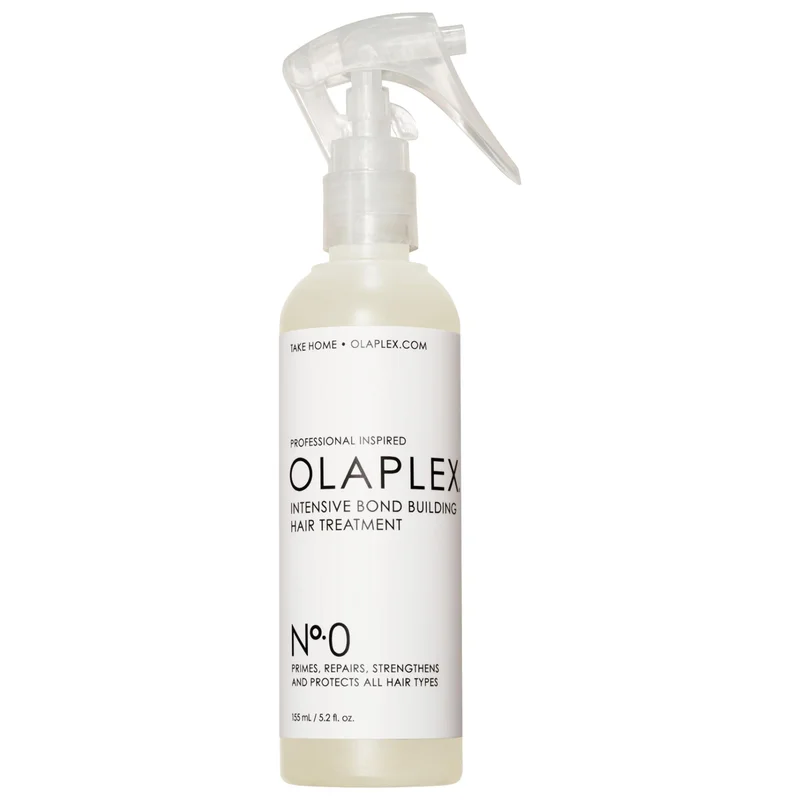 TAKE HOME • OLAPLEX.COM
PROFESSIONAL INSPIRED
OLAPLEX.
INTENSIVE BOND BUILDING
HAIR TREATMENT
Nº.0
PRIMES, REPAIRS, STRENGTHENS
AND PROTECTS ALL HAIR TYPES
155 mL / 5.2 fl. oz.